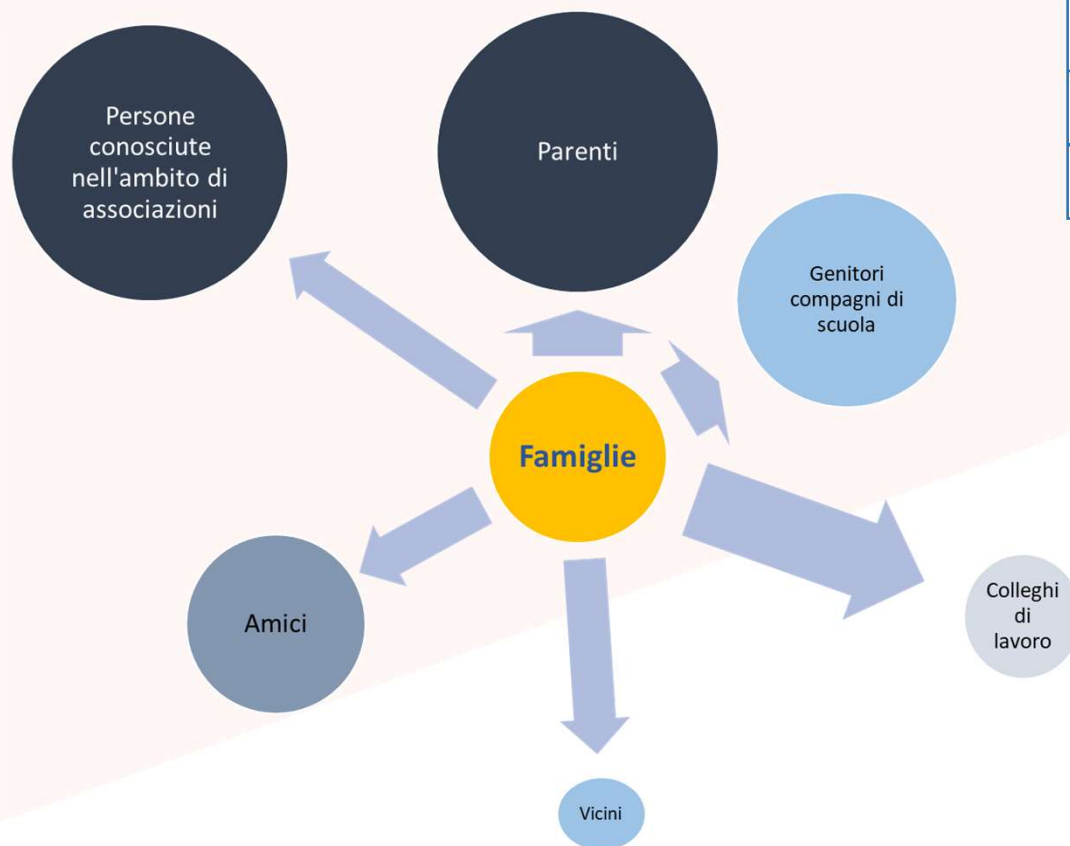 Persone
conosciute
nell'ambito di
associazioni
Parenti
Genitori
compagni di
scuola
Famiglie
Amici
Colleghi
di
lavoro
Vicini